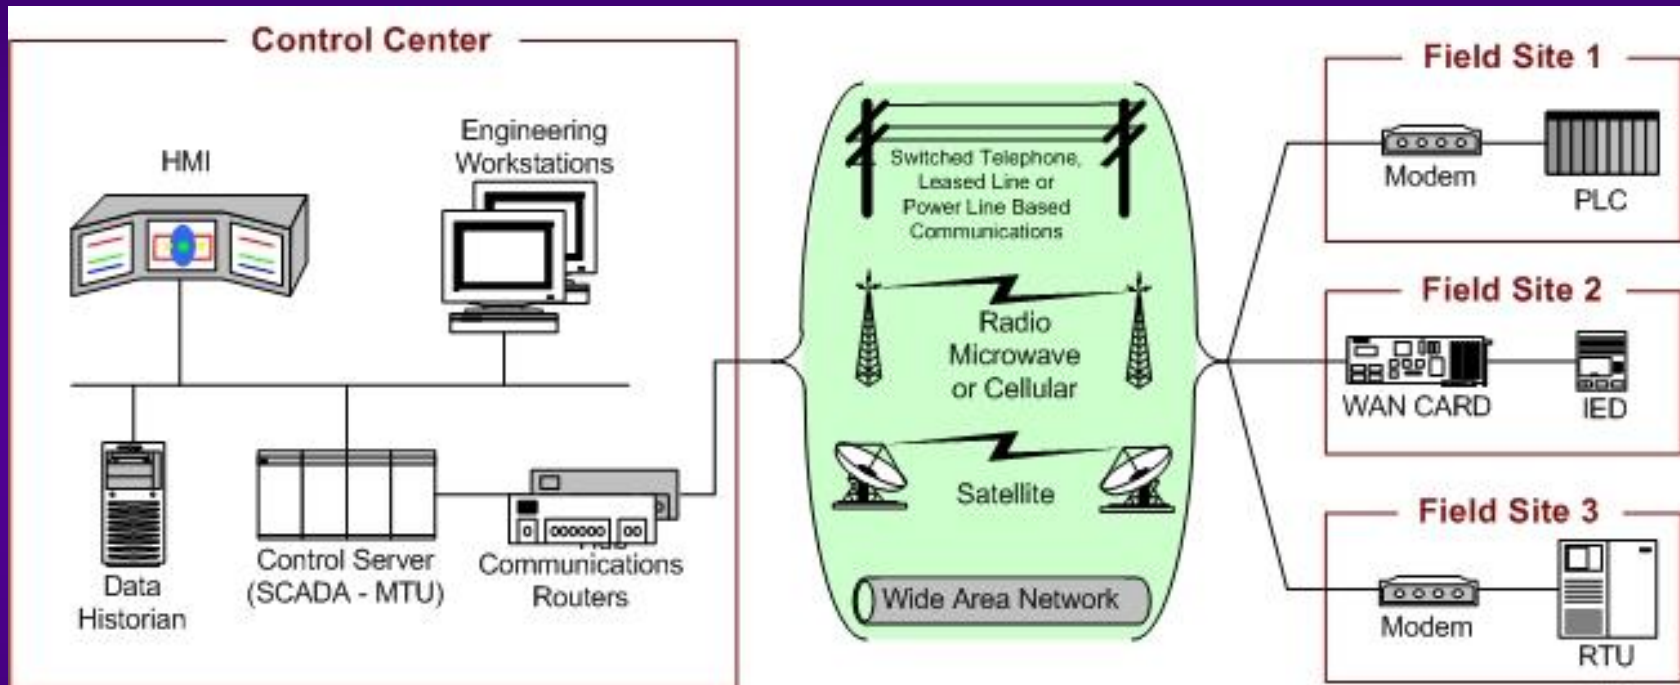 Control Center
HMI
Engineering
Workstations
Data
Historian
Control Server
(SCADA - MTU)
Communications
Routers
Switched Telephone,
Leased Line or
Power Line Based
Communications
Radio
Microwave
or Cellular
Satellite
Wide Area Network
Field Site 1
Modem
PLC
Field Site 2
WAN CARD
IED
Field Site 3
Modem
RTU